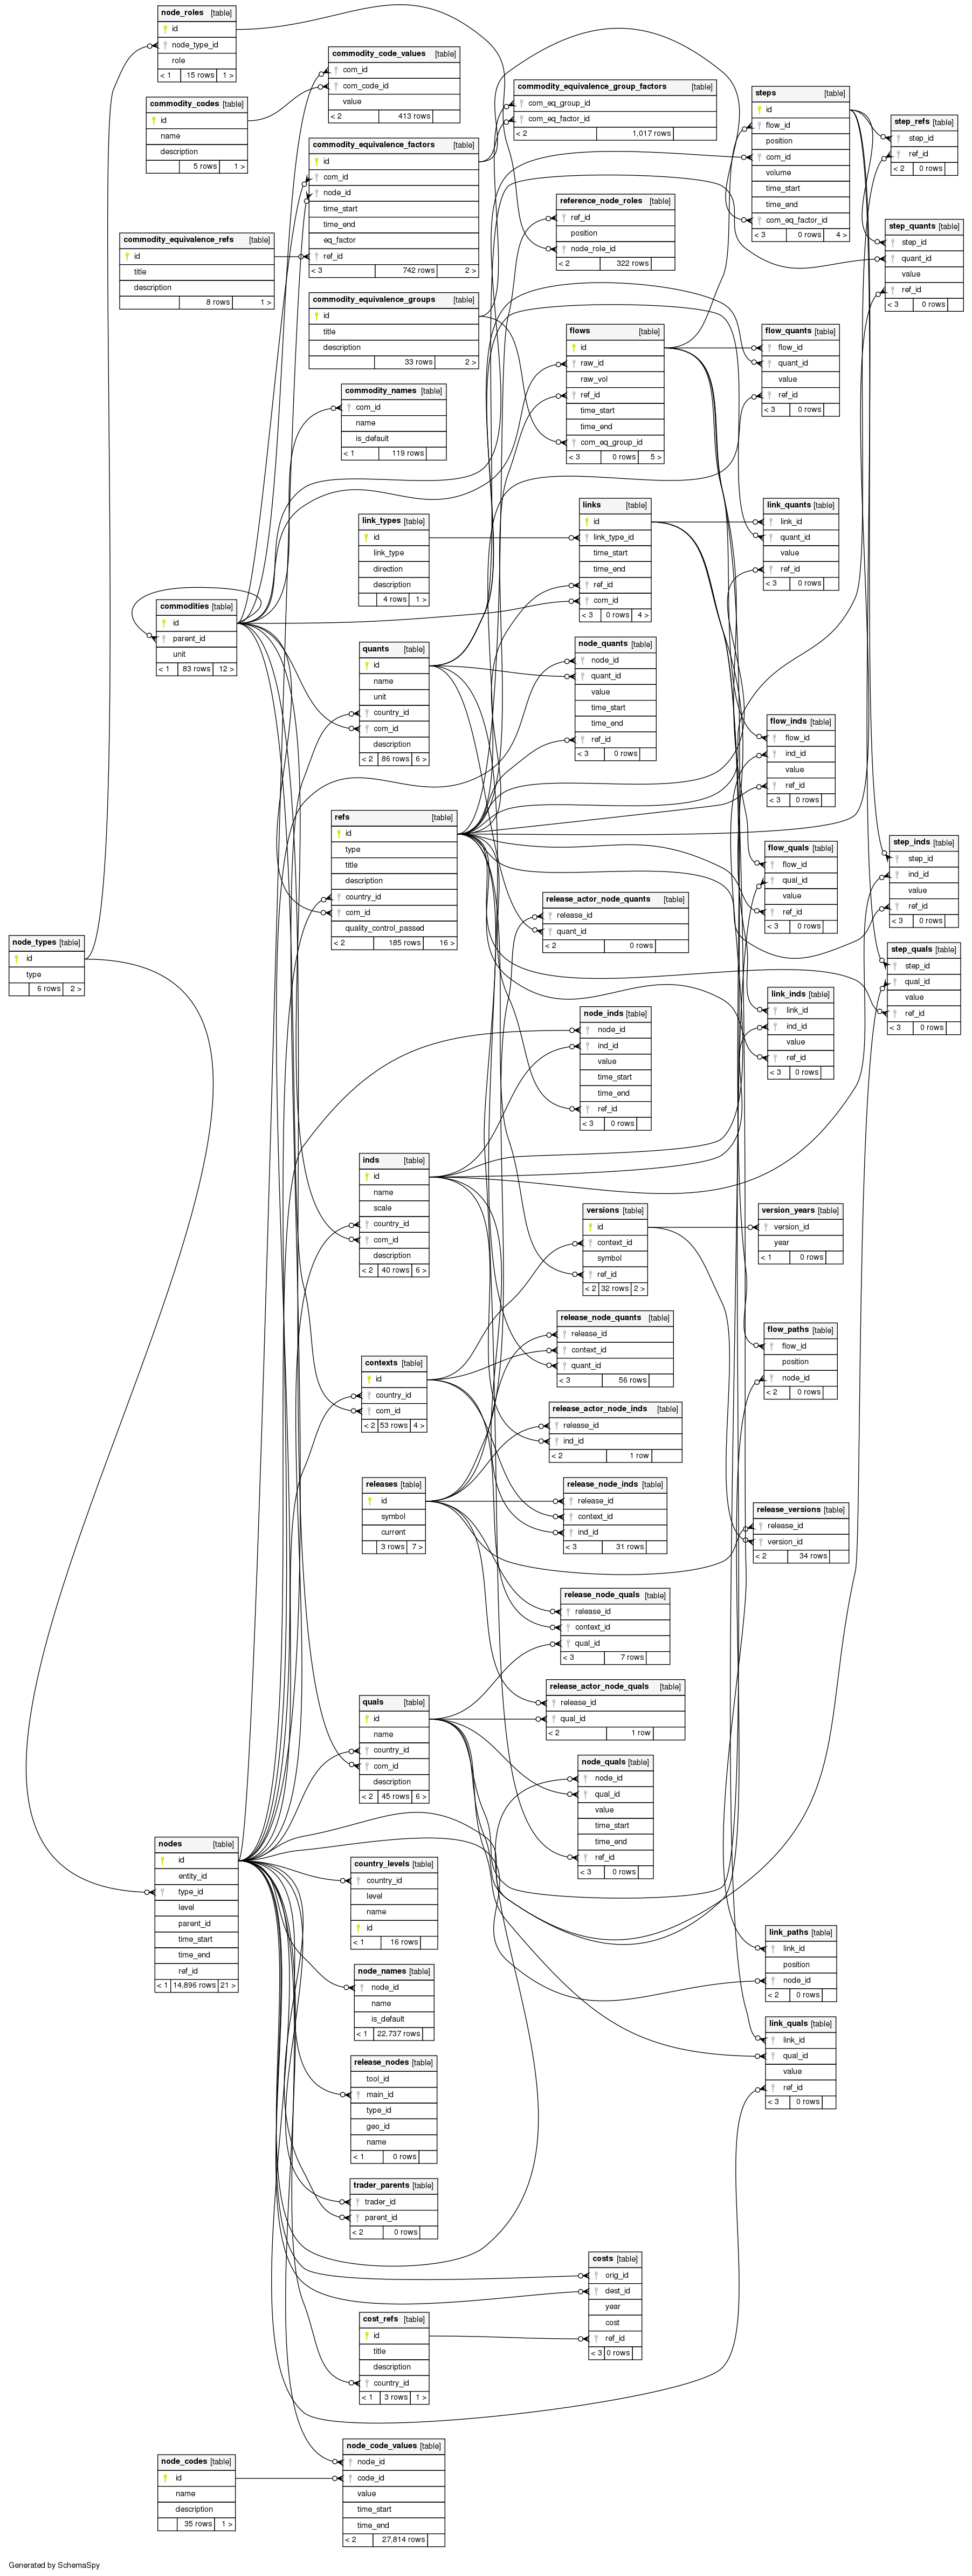 node_roles [table]
id
node_type_id
role
< 1 15 rows 1 >
commodity_codes [table]
id
name
description
5 rows 1 >
commodity_equivalence_refs [table]
id
title
description
8 rows 1 >
commodities [table]
id
parent_id
unit
< 1 83 rows 12 >
node_types [table]
id
type
6 rows 2 >
nodes [table]
id
entity_id
type_id
level
parent_id
time_start
time_end
ref_id
< 1 14,896 rows 21 >
node_codes [table]
id
name
description
35 rows 1 >
commodity_code_values [table]
com_id
com_code_id
value
< 2 413 rows
commodity_equivalence_factors [table]
id
com_id
node_id
time_start
time_end
eq_factor
ref_id
< 3 742 rows 2 >
commodity_equivalence_groups [table]
id
title
description
33 rows 2 >
commodity_names [table]
com_id
name
is_default
< 1 119 rows
link_types [table]
id
link_type
direction
description
4 rows 1 >
quants [table]
id
name
unit
country_id
com_id
description
< 2 86 rows 6 >
refs [table]
id
type
title
description
country_id
com_id
quality_control_passed
< 2 185 rows 16 >
inds [table]
id
name
scale
country_id
com_id
description
< 2 40 rows 6 >
contexts [table]
id
country_id
com_id
< 2 53 rows 4 >
releases [table]
id
symbol
current
3 rows 7 >
quals [table]
id
name
country_id
com_id
description
< 2 45 rows 6 >
country_levels [table]
country_id
level
name
id
< 1 16 rows
node_names [table]
node_id
name
is_default
< 1 22,737 rows
release_nodes [table]
tool_id
main_id
type_id
geo_id
name
< 1 0 rows
trader_parents [table]
trader_id
parent_id
< 2 0 rows
cost_refs [table]
id
title
description
country_id
< 1 3 rows 1 >
node_code_values [table]
node_id
code_id
value
time_start
time_end
< 2 27,814 rows
commodity_equivalence_group_factors [table]
com_eq_group_id
com_eq_factor_id
< 2 1,017 rows
reference_node_roles [table]
ref_id
position
node_role_id
< 2 322 rows
flows [table]
id
raw_id
raw_vol
ref_id
time_start
time_end
com_eq_group_id
< 3 0 rows 5 >
links [table]
id
link_type_id
time_start
time_end
ref_id
com_id
< 3 0 rows 4 >
node_quants [table]
node_id
quant_id
value
time_start
time_end
ref_id
< 3 0 rows
release_actor_node_quants [table]
release_id
quant_id
< 2 0 rows
node_inds [table]
node_id
ind_id
value
time_start
time_end
ref_id
< 3 0 rows
versions [table]
id
context_id
symbol
ref_id
< 2 32 rows 2 >
release_node_quants [table]
release_id
context_id
quant_id
< 3 56 rows
release_actor_node_inds [table]
release_id
ind_id
< 2 1 row
release_node_inds [table]
release_id
context_id
ind_id
< 3 31 rows
release_node_quals [table]
release_id
context_id
qual_id
< 3 7 rows
release_actor_node_quals [table]
release_id
qual_id
< 2 1 row
node_quals [table]
node_id
qual_id
value
time_start
time_end
ref_id
< 3 0 rows
costs [table]
orig_id
dest_id
year
cost
ref_id
< 3 0 rows
steps [table]
id
flow_id
position
com_id
volume
time_start
time_end
com_eq_factor_id
< 3 0 rows 4 >
flow_quants [table]
flow_id
quant_id
value
ref_id
< 3 0 rows
link_quants [table]
link_id
quant_id
value
ref_id
< 3 0 rows
flow_inds [table]
flow_id
ind_id
value
ref_id
< 3 0 rows
flow_quals [table]
flow_id
qual_id
value
ref_id
< 3 0 rows
link_inds [table]
link_id
ind_id
value
ref_id
< 3 0 rows
version_years [table]
version_id
year
< 1 0 rows
flow_paths [table]
flow_id
position
node_id
< 2 0 rows
release_versions [table]
release_id
version_id
< 2 34 rows
link_paths [table]
link_id
position
node_id
< 2 0 rows
link_quals [table]
link_id
qual_id
value
ref_id
< 3 0 rows
step_refs [table]
step_id
ref_id
< 2 0 rows
step_quants [table]
step_id
quant_id
value
ref_id
< 3 0 rows
step_inds [table]
step_id
ind_id
value
ref_id
< 3 0 rows
step_quals [table]
step_id
qual_id
value
ref_id
< 3 0 rows
Generated by SchemaSpy